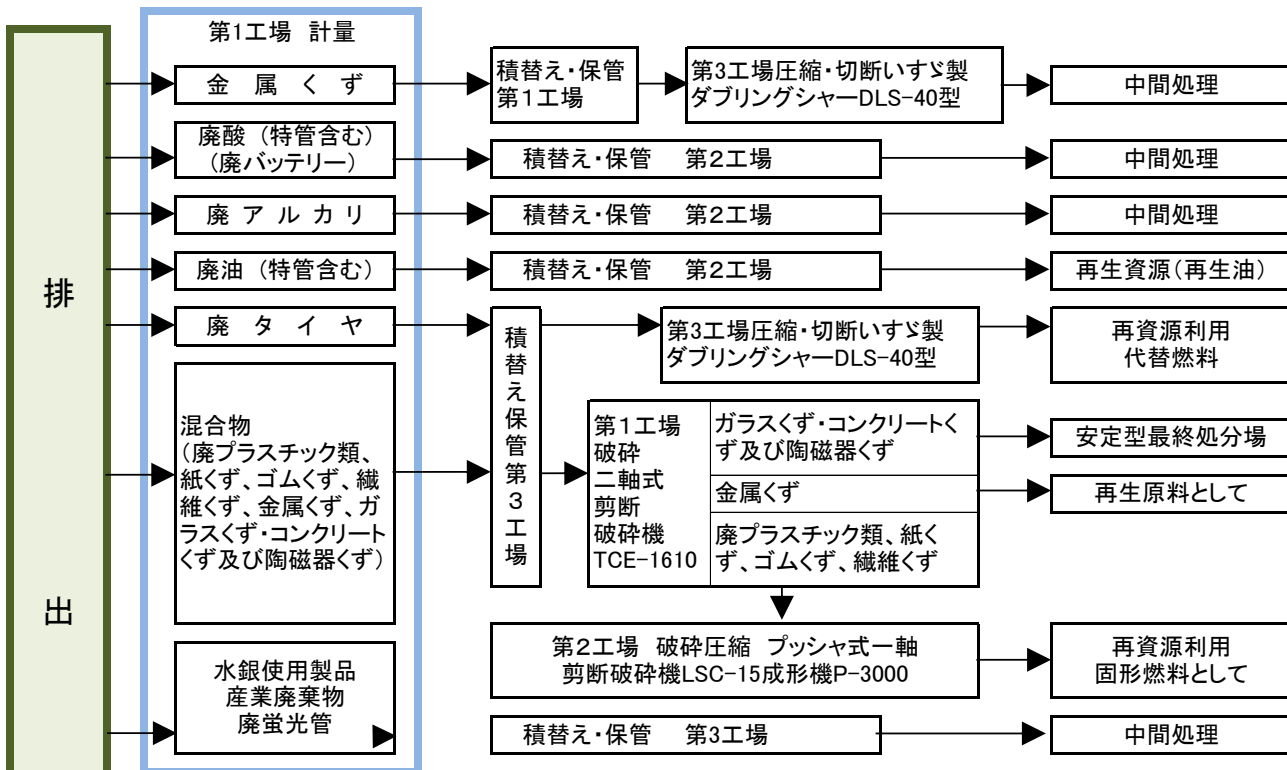 排出
第1工場 計量
金属くず
積替え・保管
第1工場
第3工場圧縮・切断いすゞ製
ダブリングシャーDLS-40型
中間処理
廃酸（特管含む）
(廃バッテリー)
積替え・保管 第2工場
中間処理
廃アルカリ
積替え・保管 第2工場
中間処理
廃油（特管含む）
積替え・保管 第2工場
再生資源(再生油)
廃タイヤ
積替え保管第3工場
第3工場圧縮・切断いすゞ製
ダブリングシャーDLS-40型
再資源利用
代替燃料
混合物
(廃プラスチック類、
紙くず、ゴムくず、繊
維くず、金属くず、ガ
ラスくず・コンクリート
くず及び陶磁器くず)
第1工場
破砕
二軸式
剪断
破砕機
TCE-1610
ガラスくず・コンクリートく
ず及び陶磁器くず
安定型最終処分場
金属くず
再生原料として
廃プラスチック類、紙く
ず、ゴムくず、繊維くず
第2工場 破砕圧縮 プッシャ式一軸
剪断破砕機LSC-15成形機P-3000
再資源利用
固形燃料として
水銀使用製品
産業廃棄物
廃蛍光管
積替え・保管 第3工場
中間処理